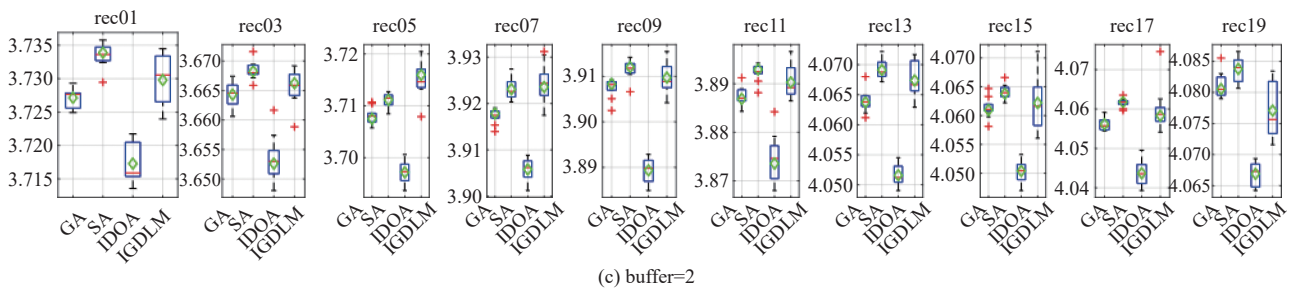 rec01
3.735
3.730
3.725
3.720
3.715
GA
SA
IDOA
IGDLM
rec03
3.670
3.665
3.660
3.655
3.650
GA
SA
IDOA
IGDLM
rec05
3.72
3.71
3.70
GA
SA
IDOA
IGDLM
rec07
3.93
3.92
3.91
3.90
GA
SA
IDOA
IGDLM
rec09
3.91
3.90
3.89
GA
SA
IDOA
IGDLM
rec11
3.89
3.88
3.87
GA
SA
IDOA
IGDLM
rec13
4.070
4.065
4.060
4.055
4.050
GA
SA
IDOA
IGDLM
rec15
4.070
4.065
4.060
4.055
4.050
GA
SA
IDOA
IGDLM
rec17
4.07
4.06
4.05
4.04
GA
SA
IDOA
IGDLM
rec19
4.085
4.080
4.075
4.070
4.065
GA
SA
IDOA
IGDLM
(c) buffer=2